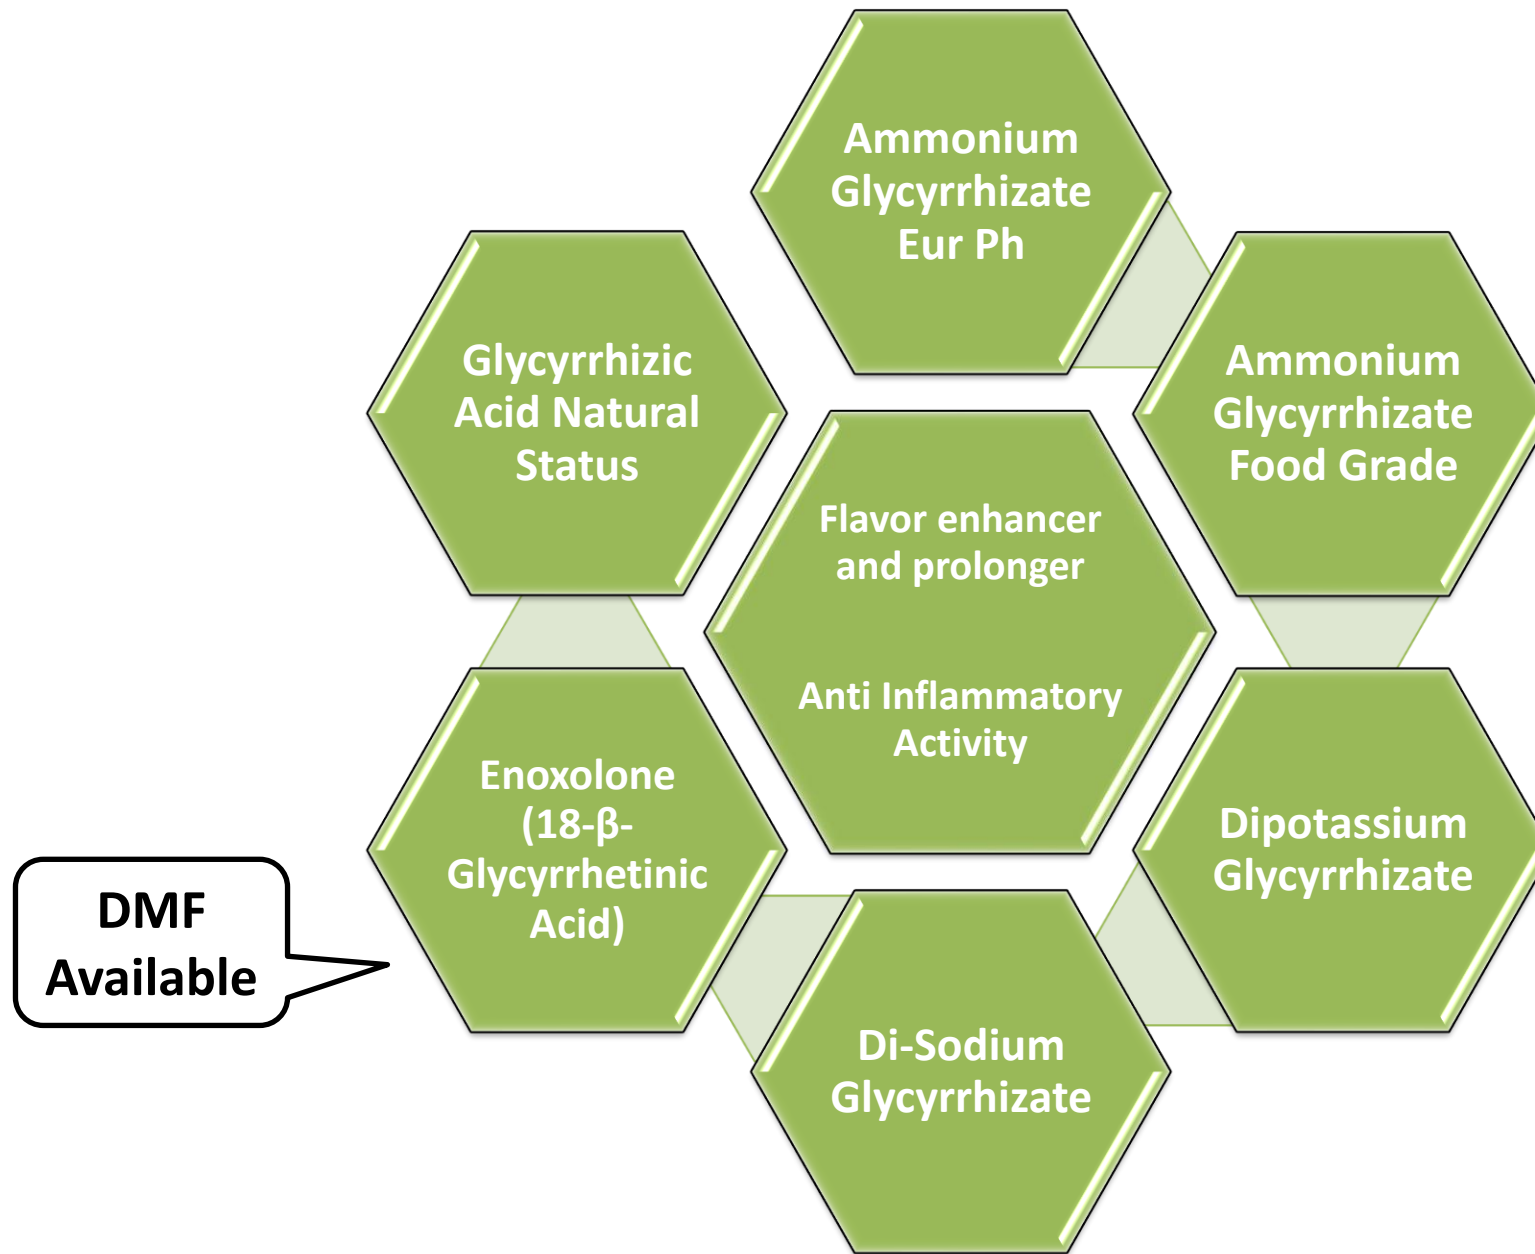 Ammonium
Glycyrrhizate
Eur Ph
Glycyrrhizic
Acid Natural
Status
Ammonium
Glycyrrhizate
Food Grade
Flavor enhancer
and prolonger
Anti Inflammatory
Activity
Enoxolone
(18-β-
Glycyrrhetinic
Acid)
Dipotassium
Glycyrrhizate
DMF
Available
Di-Sodium
Glycyrrhizate